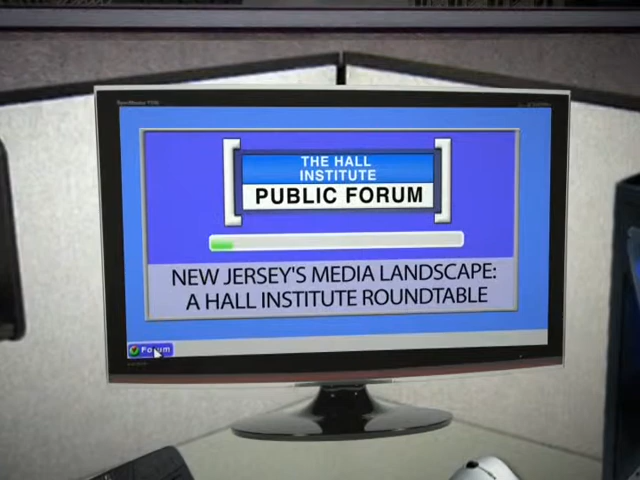 THE HALL
INSTITUTE
PUBLIC FORUM
NEW JERSEY'S MEDIA LANDSCAPE:
A HALL INSTITUTE ROUNDTABLE
Forum